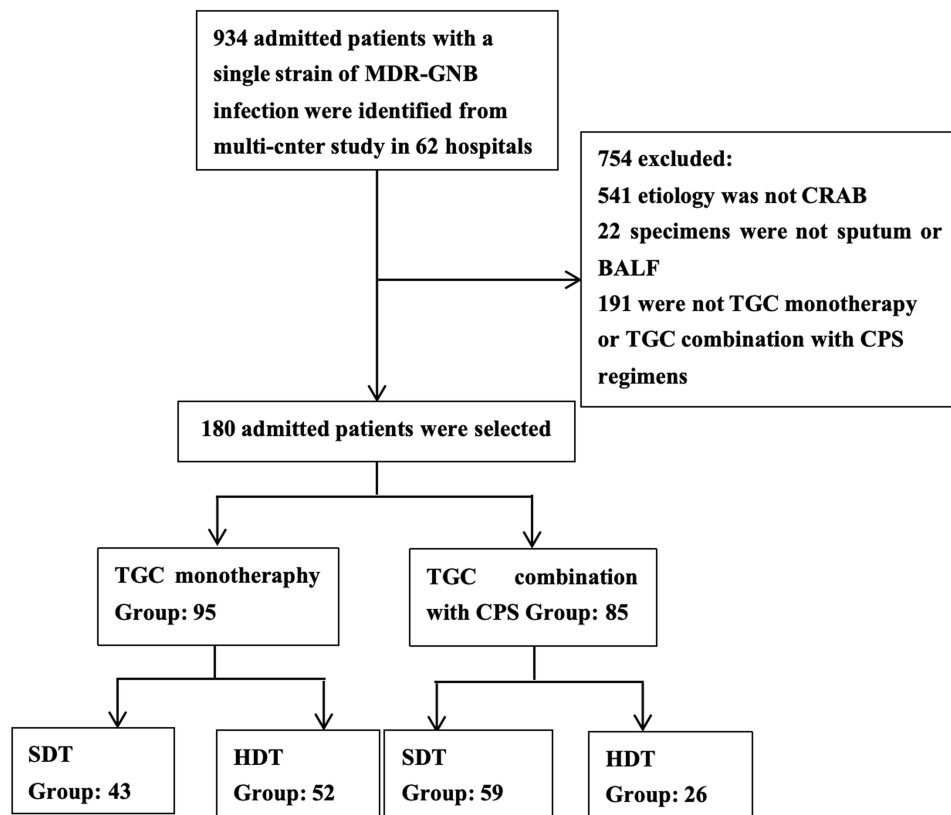 934 admitted patients with a
single strain of MDR-GNB
infection were identified from
multi-cnter study in 62 hospitals
754 excluded:
541 etiology was not CRAB
22 specimens were not sputum or
BALF
191 were not TGC monotherapy
or TGC combination with CPS
regimens
180 admitted patients were selected
TGC monotheraphy
Group: 95
TGC combination
with CPS Group: 85
SDT
Group: 43
HDT
Group: 52
SDT
Group: 59
HDT
Group: 26